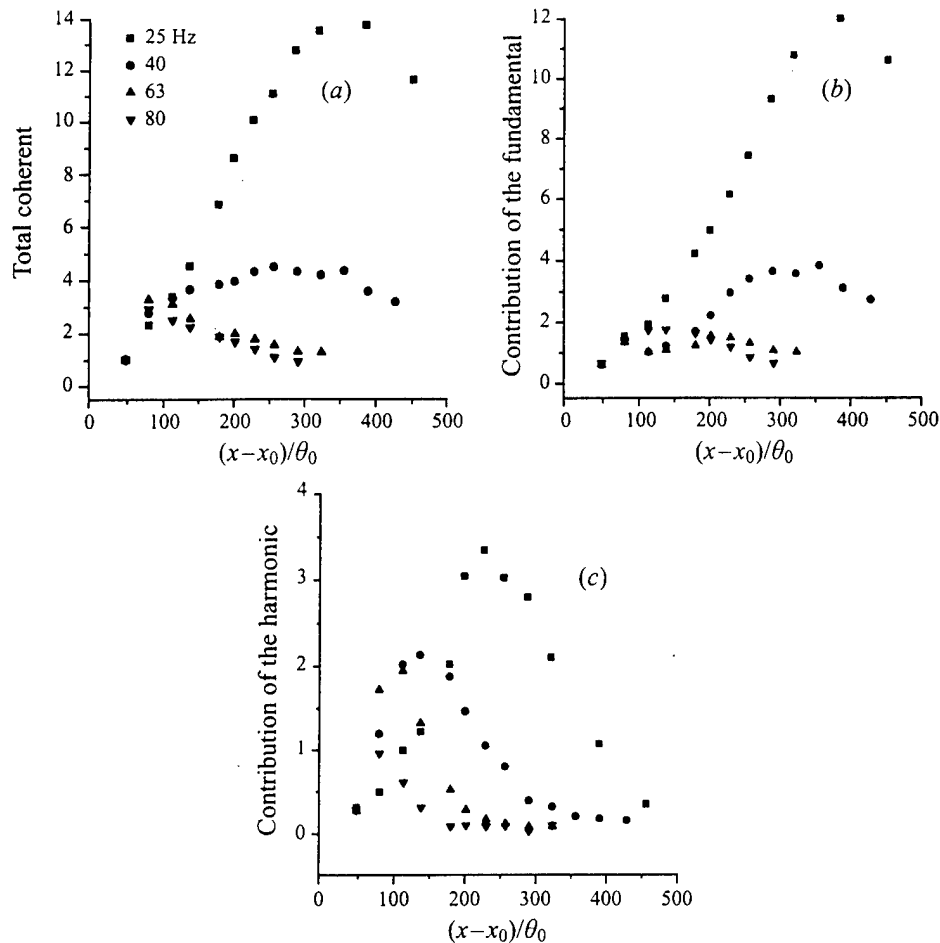 Total coherent
14
12
10
8
6
4
2
0
■ 25 Hz
● 40
▲ 63
▼ 80
(a)
0 100 200 300 400 500
(x−x₀)/θ₀
Contribution of the fundamental
12
10
8
6
4
2
0
(b)
0 100 200 300 400 500
(x−x₀)/θ₀
Contribution of the harmonic
4
3
2
1
0
(c)
0 100 200 300 400 500
(x−x₀)/θ₀